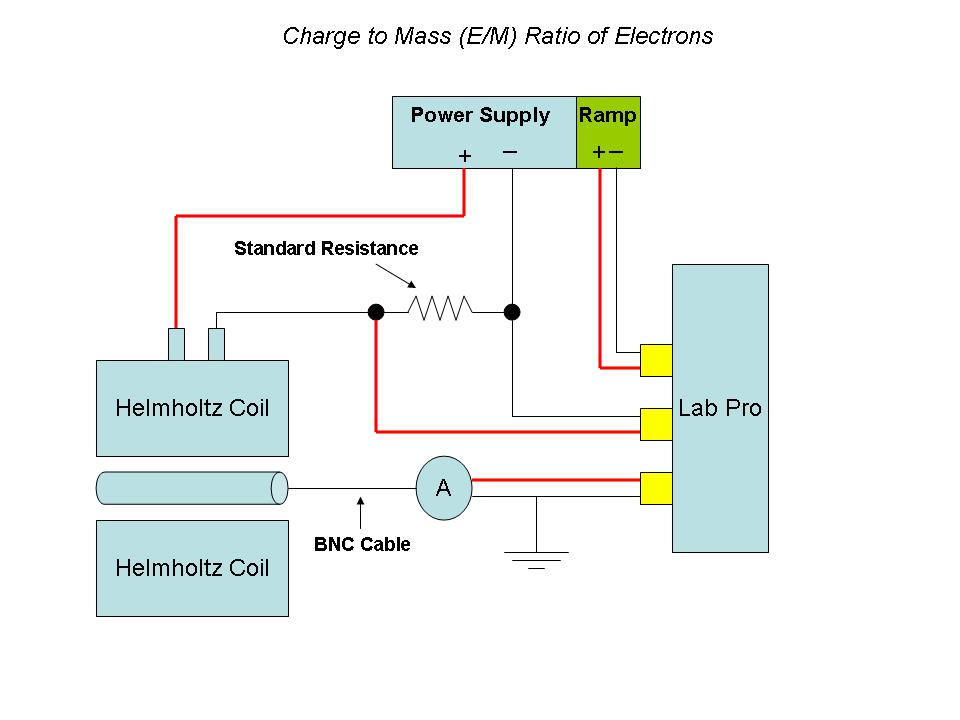 Charge to Mass (E/M) Ratio of Electrons
Power Supply
Ramp
+ –
+ –
Standard Resistance
Helmholtz Coil
Lab Pro
A
BNC Cable
Helmholtz Coil